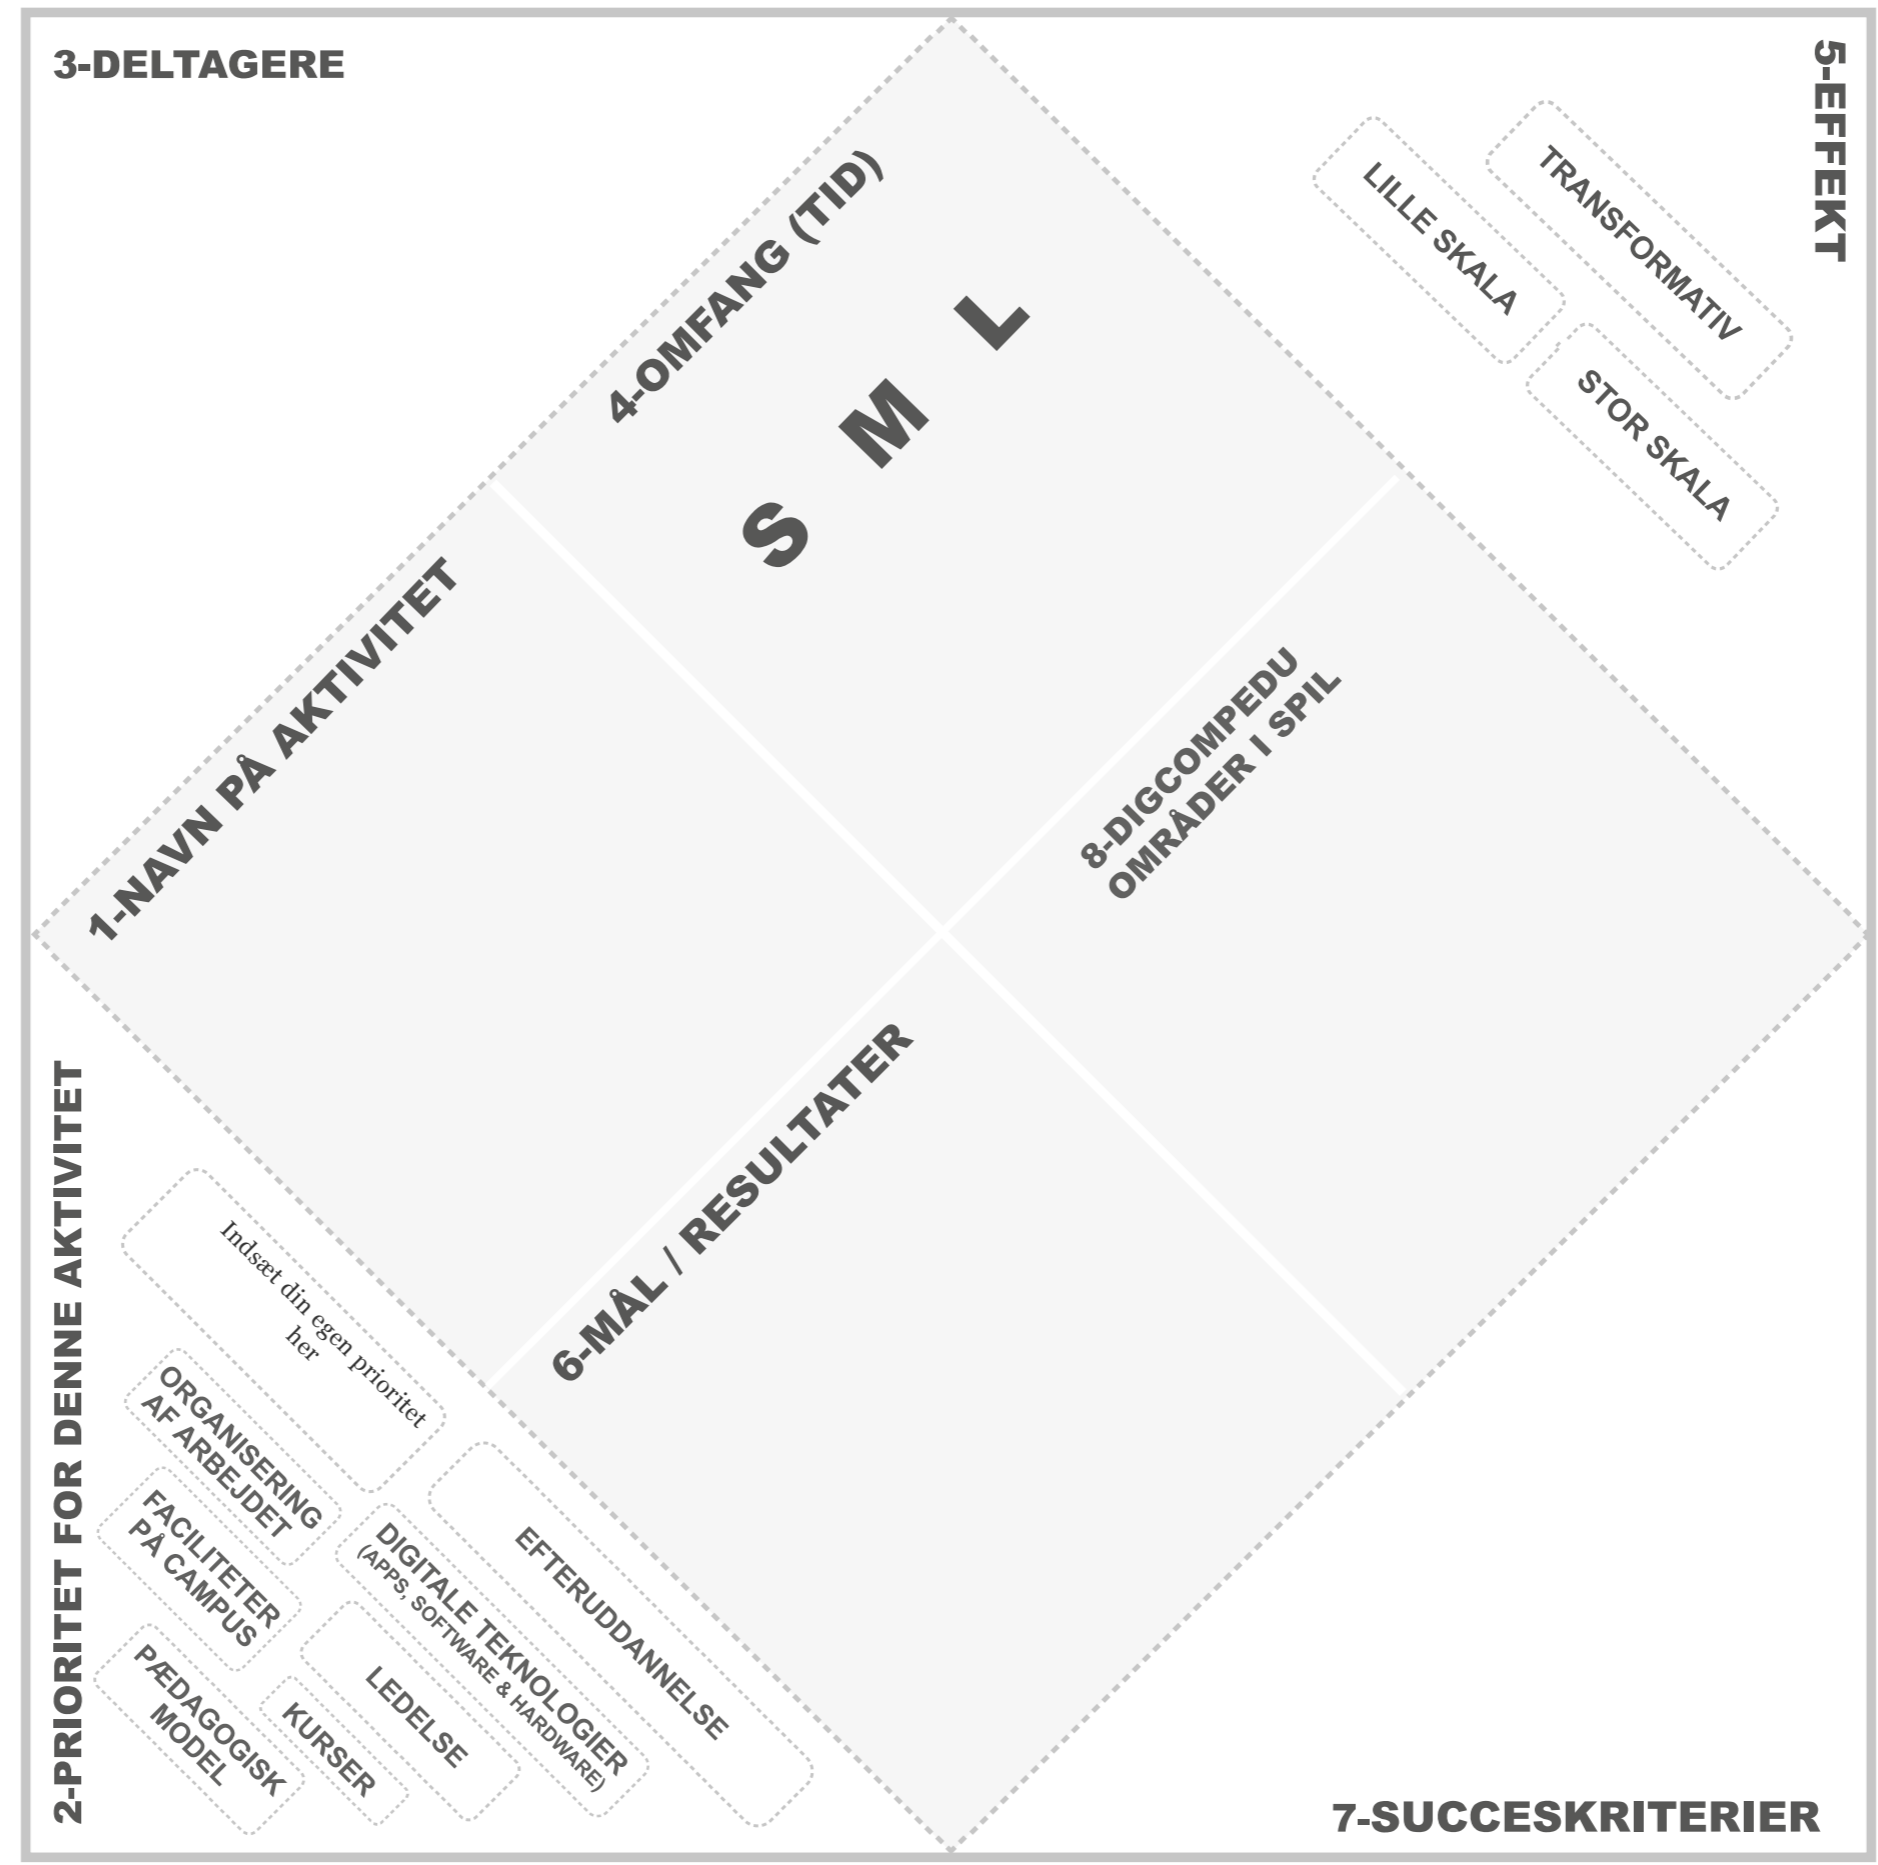 3-DELTAGERE
5-EFFEKT
LILLE SKALA
TRANSFORMATIV
STOR SKALA
4-OMFANG (TID)
S M L
1-NAVN PÅ AKTIVITET
8-DIGCOMPEDU
OMRÅDER I SPIL
6-MÅL / RESULTATER
2-PRIORITET FOR DENNE AKTIVITET
Indsæt din egen prioritet
her
ORGANISERING
AF ARBEJDET
FACILITETER
PÅ CAMPUS
PÆDAGOGISK
MODEL
KURSER
LEDELSE
DIGITALE TEKNOLOGIER
(APPS, SOFTWARE & HARDWARE)
EFTERUDDANNELSE
7-SUCCESKRITERIER